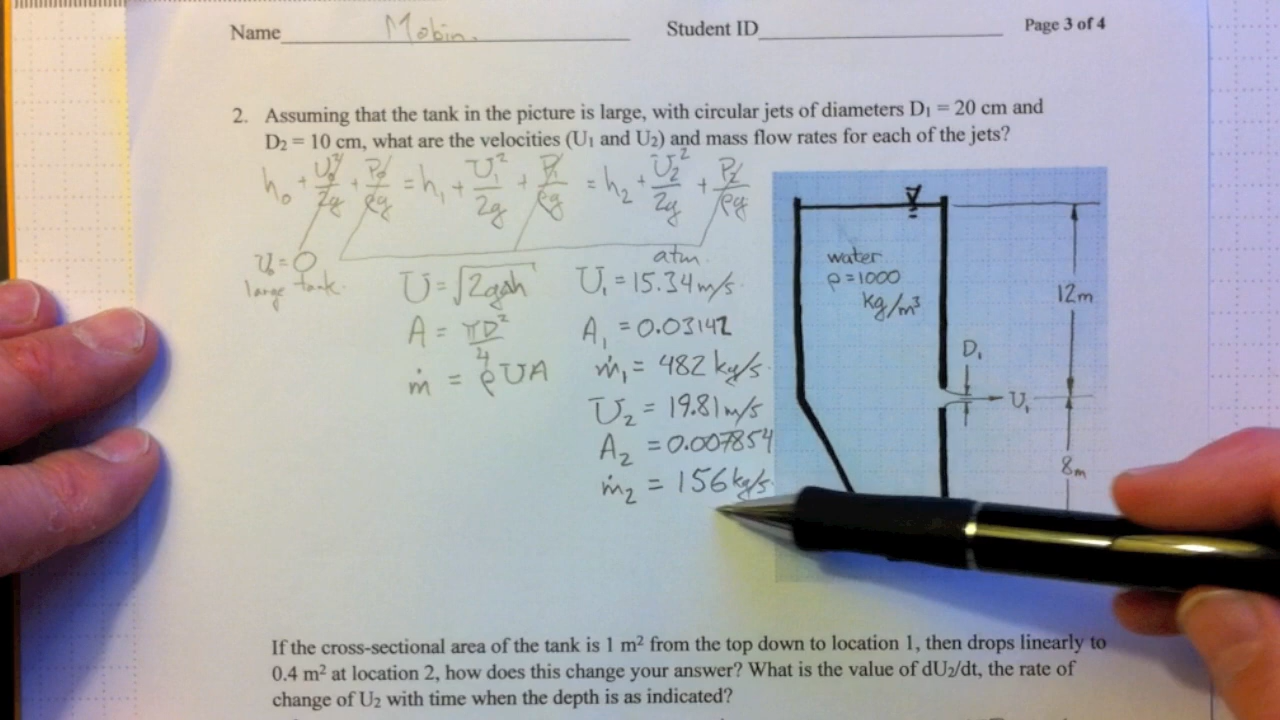 Name Mobin. Student ID Page 3 of 4
2. Assuming that the tank in the picture is large, with circular jets of diameters D₁ = 20 cm and
D₂ = 10 cm, what are the velocities (U₁ and U₂) and mass flow rates for each of the jets?
h₀ + U₀²/2g + P₀/ρg = h₁ + U₁²/2g + P₁/ρg = h₂ + U₂²/2g + P₂/ρg
U₀ = 0
large tank.
atm.
U = √2gΔh
A = πD²/4
ṁ = ρUA
U₁ = 15.34 m/s.
A₁ = 0.03142
ṁ₁ = 482 kg/s.
U₂ = 19.81 m/s
A₂ = 0.007854
ṁ₂ = 156 kg/s.
water
ρ = 1000
kg/m³
12m
D₁
U₁
8m
If the cross-sectional area of the tank is 1 m² from the top down to location 1, then drops linearly to
0.4 m² at location 2, how does this change your answer? What is the value of dU₂/dt, the rate of
change of U₂ with time when the depth is as indicated?